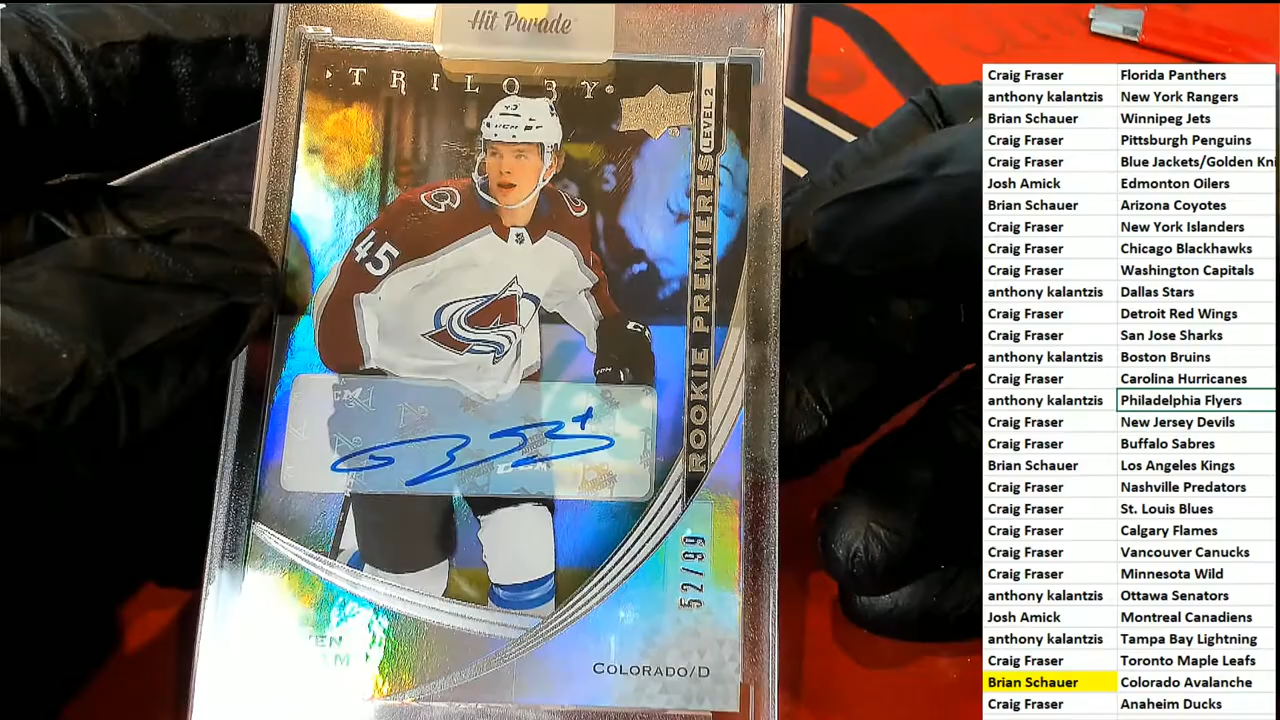 Hit Parade
TRILOGY
LEVEL 2
ROOKIE PREMIERES
45
CCM
52/99
COLORADO/D
Craig Fraser Florida Panthers
anthony kalantzis New York Rangers
Brian Schauer Winnipeg Jets
Craig Fraser Pittsburgh Penguins
Craig Fraser Blue Jackets/Golden Kni
Josh Amick Edmonton Oilers
Brian Schauer Arizona Coyotes
Craig Fraser New York Islanders
Craig Fraser Chicago Blackhawks
Craig Fraser Washington Capitals
anthony kalantzis Dallas Stars
Craig Fraser Detroit Red Wings
Craig Fraser San Jose Sharks
anthony kalantzis Boston Bruins
Craig Fraser Carolina Hurricanes
anthony kalantzis Philadelphia Flyers
Craig Fraser New Jersey Devils
Craig Fraser Buffalo Sabres
Brian Schauer Los Angeles Kings
Craig Fraser Nashville Predators
Craig Fraser St. Louis Blues
Craig Fraser Calgary Flames
Craig Fraser Vancouver Canucks
Craig Fraser Minnesota Wild
anthony kalantzis Ottawa Senators
Josh Amick Montreal Canadiens
anthony kalantzis Tampa Bay Lightning
Craig Fraser Toronto Maple Leafs
Brian Schauer Colorado Avalanche
Craig Fraser Anaheim Ducks